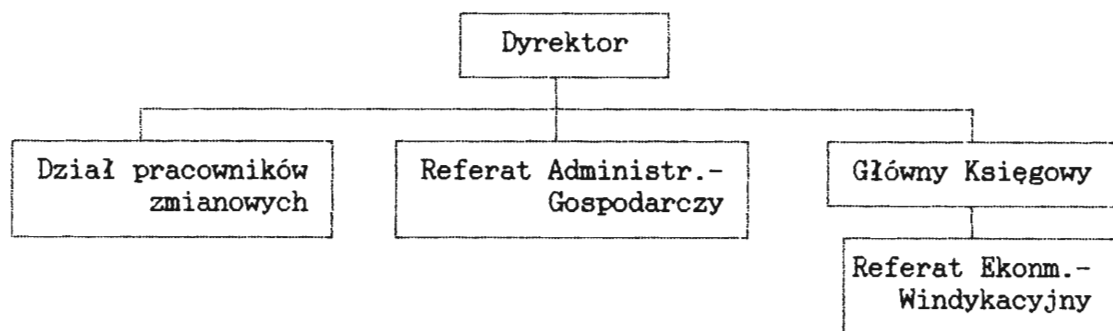 Dyrektor
Dział pracowników
zmianowych
Referat Administr.-
Gospodarczy
Główny Księgowy
Referat Ekonm.-
Windykacyjny